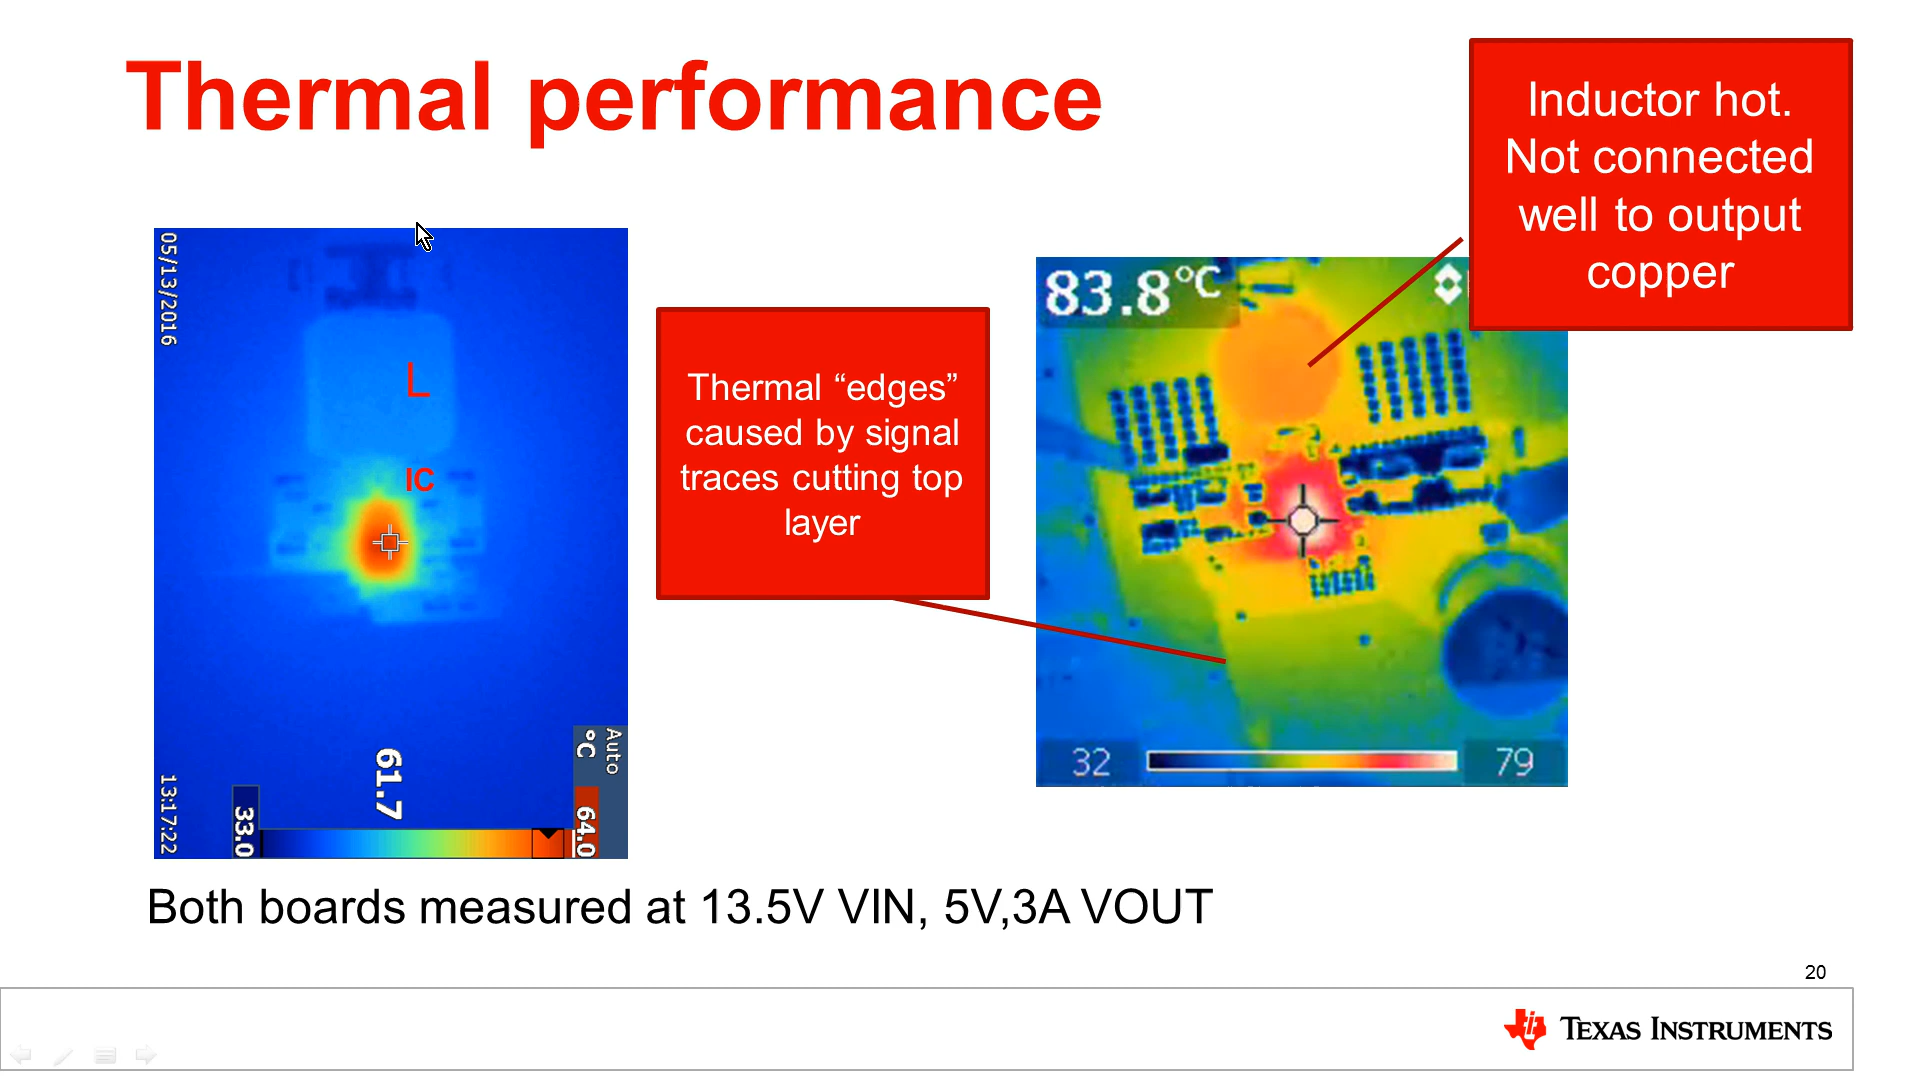 Thermal performance
Inductor hot.
Not connected
well to output
copper
05/13/2016
L
IC
Auto
°C
61.7
13:17:22
33.0
64.0
Thermal “edges”
caused by signal
traces cutting top
layer
83.8°C
32
79
Both boards measured at 13.5V VIN, 5V,3A VOUT
20
TEXAS INSTRUMENTS